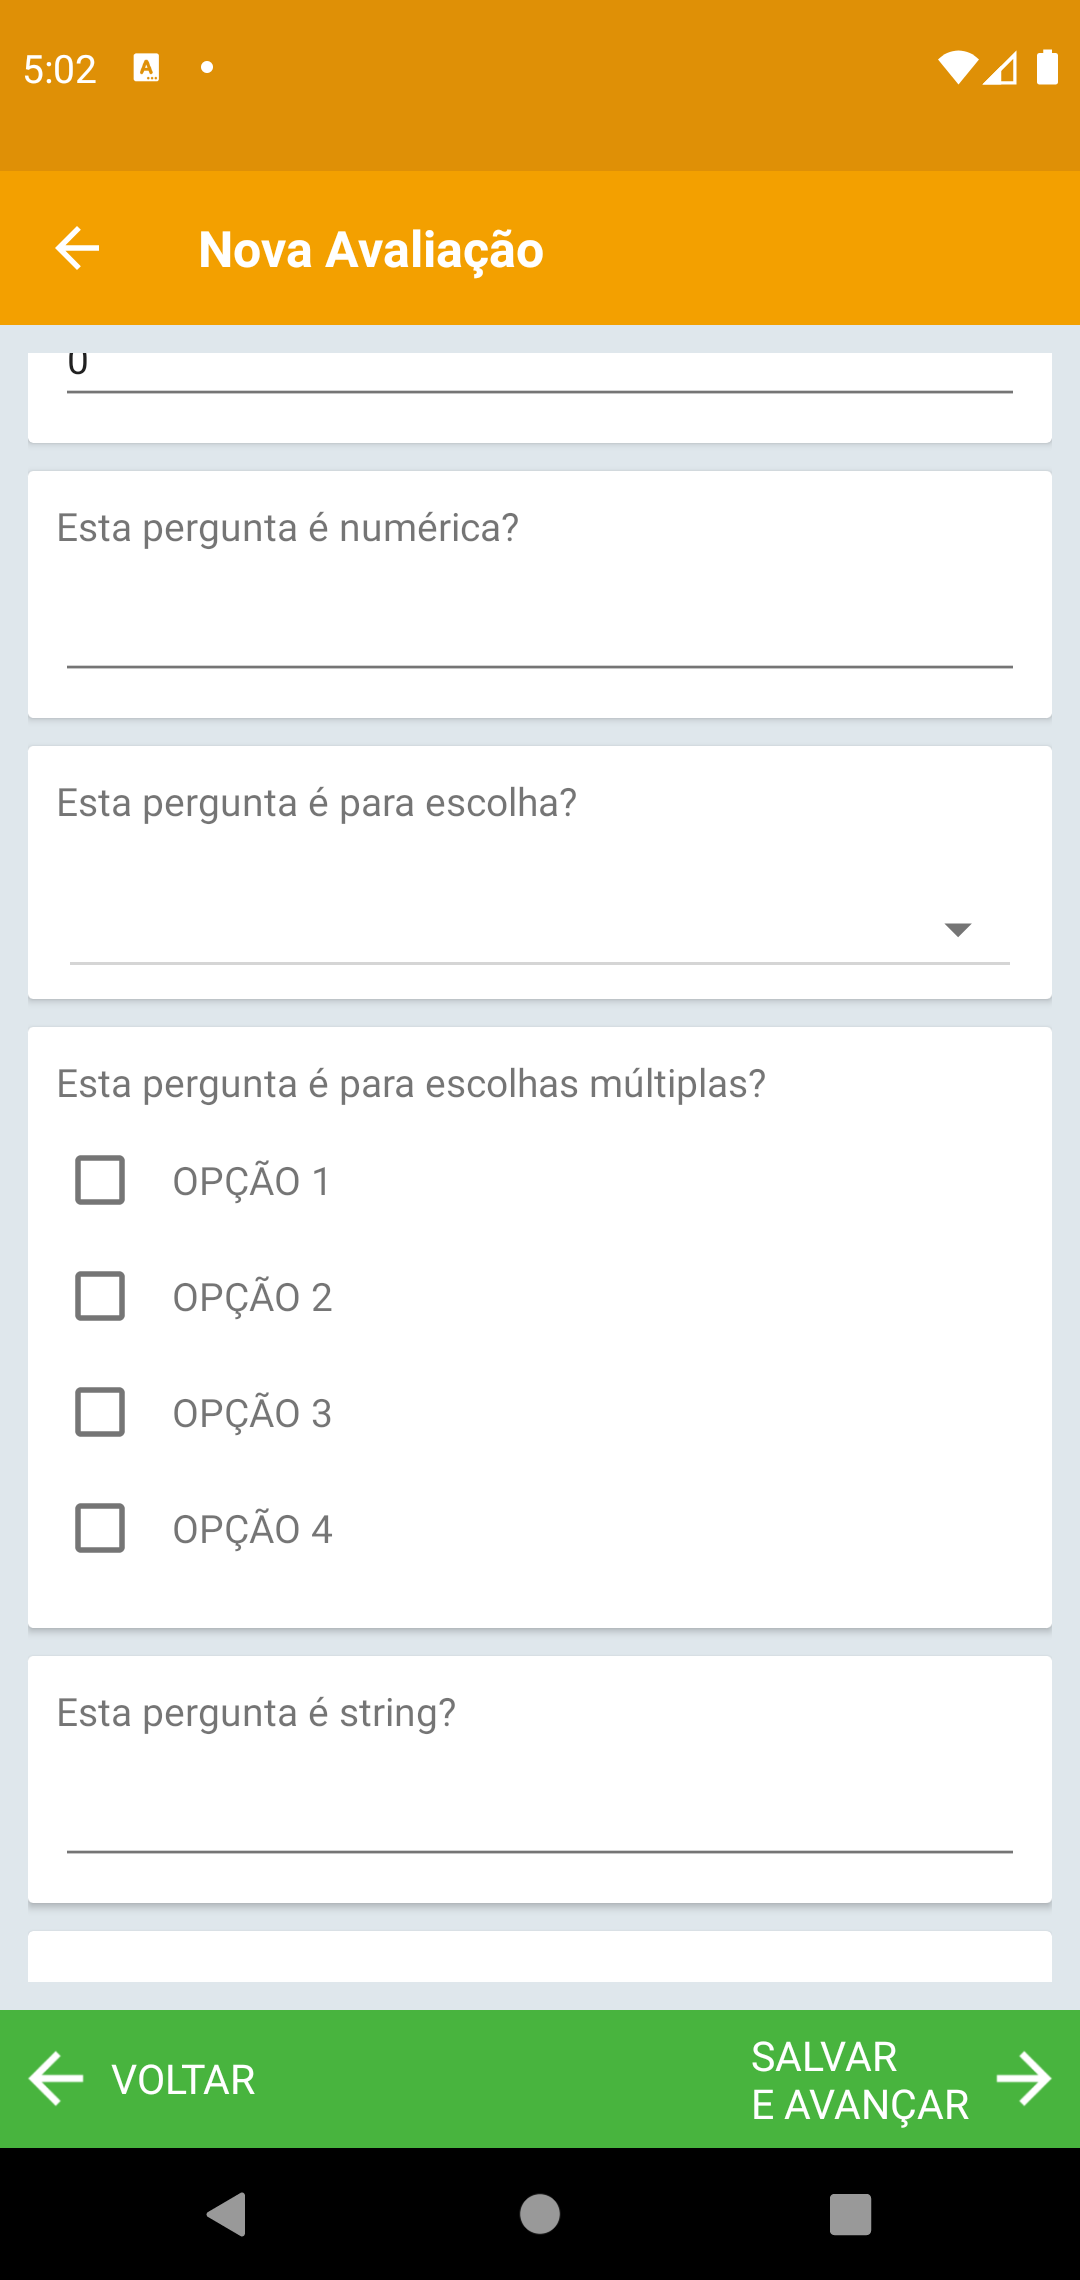 5:02
Nova Avaliação
0
Esta pergunta é numérica?
Esta pergunta é para escolha?
Esta pergunta é para escolhas múltiplas?
OPÇÃO 1
OPÇÃO 2
OPÇÃO 3
OPÇÃO 4
Esta pergunta é string?
VOLTAR
SALVAR
E AVANÇAR